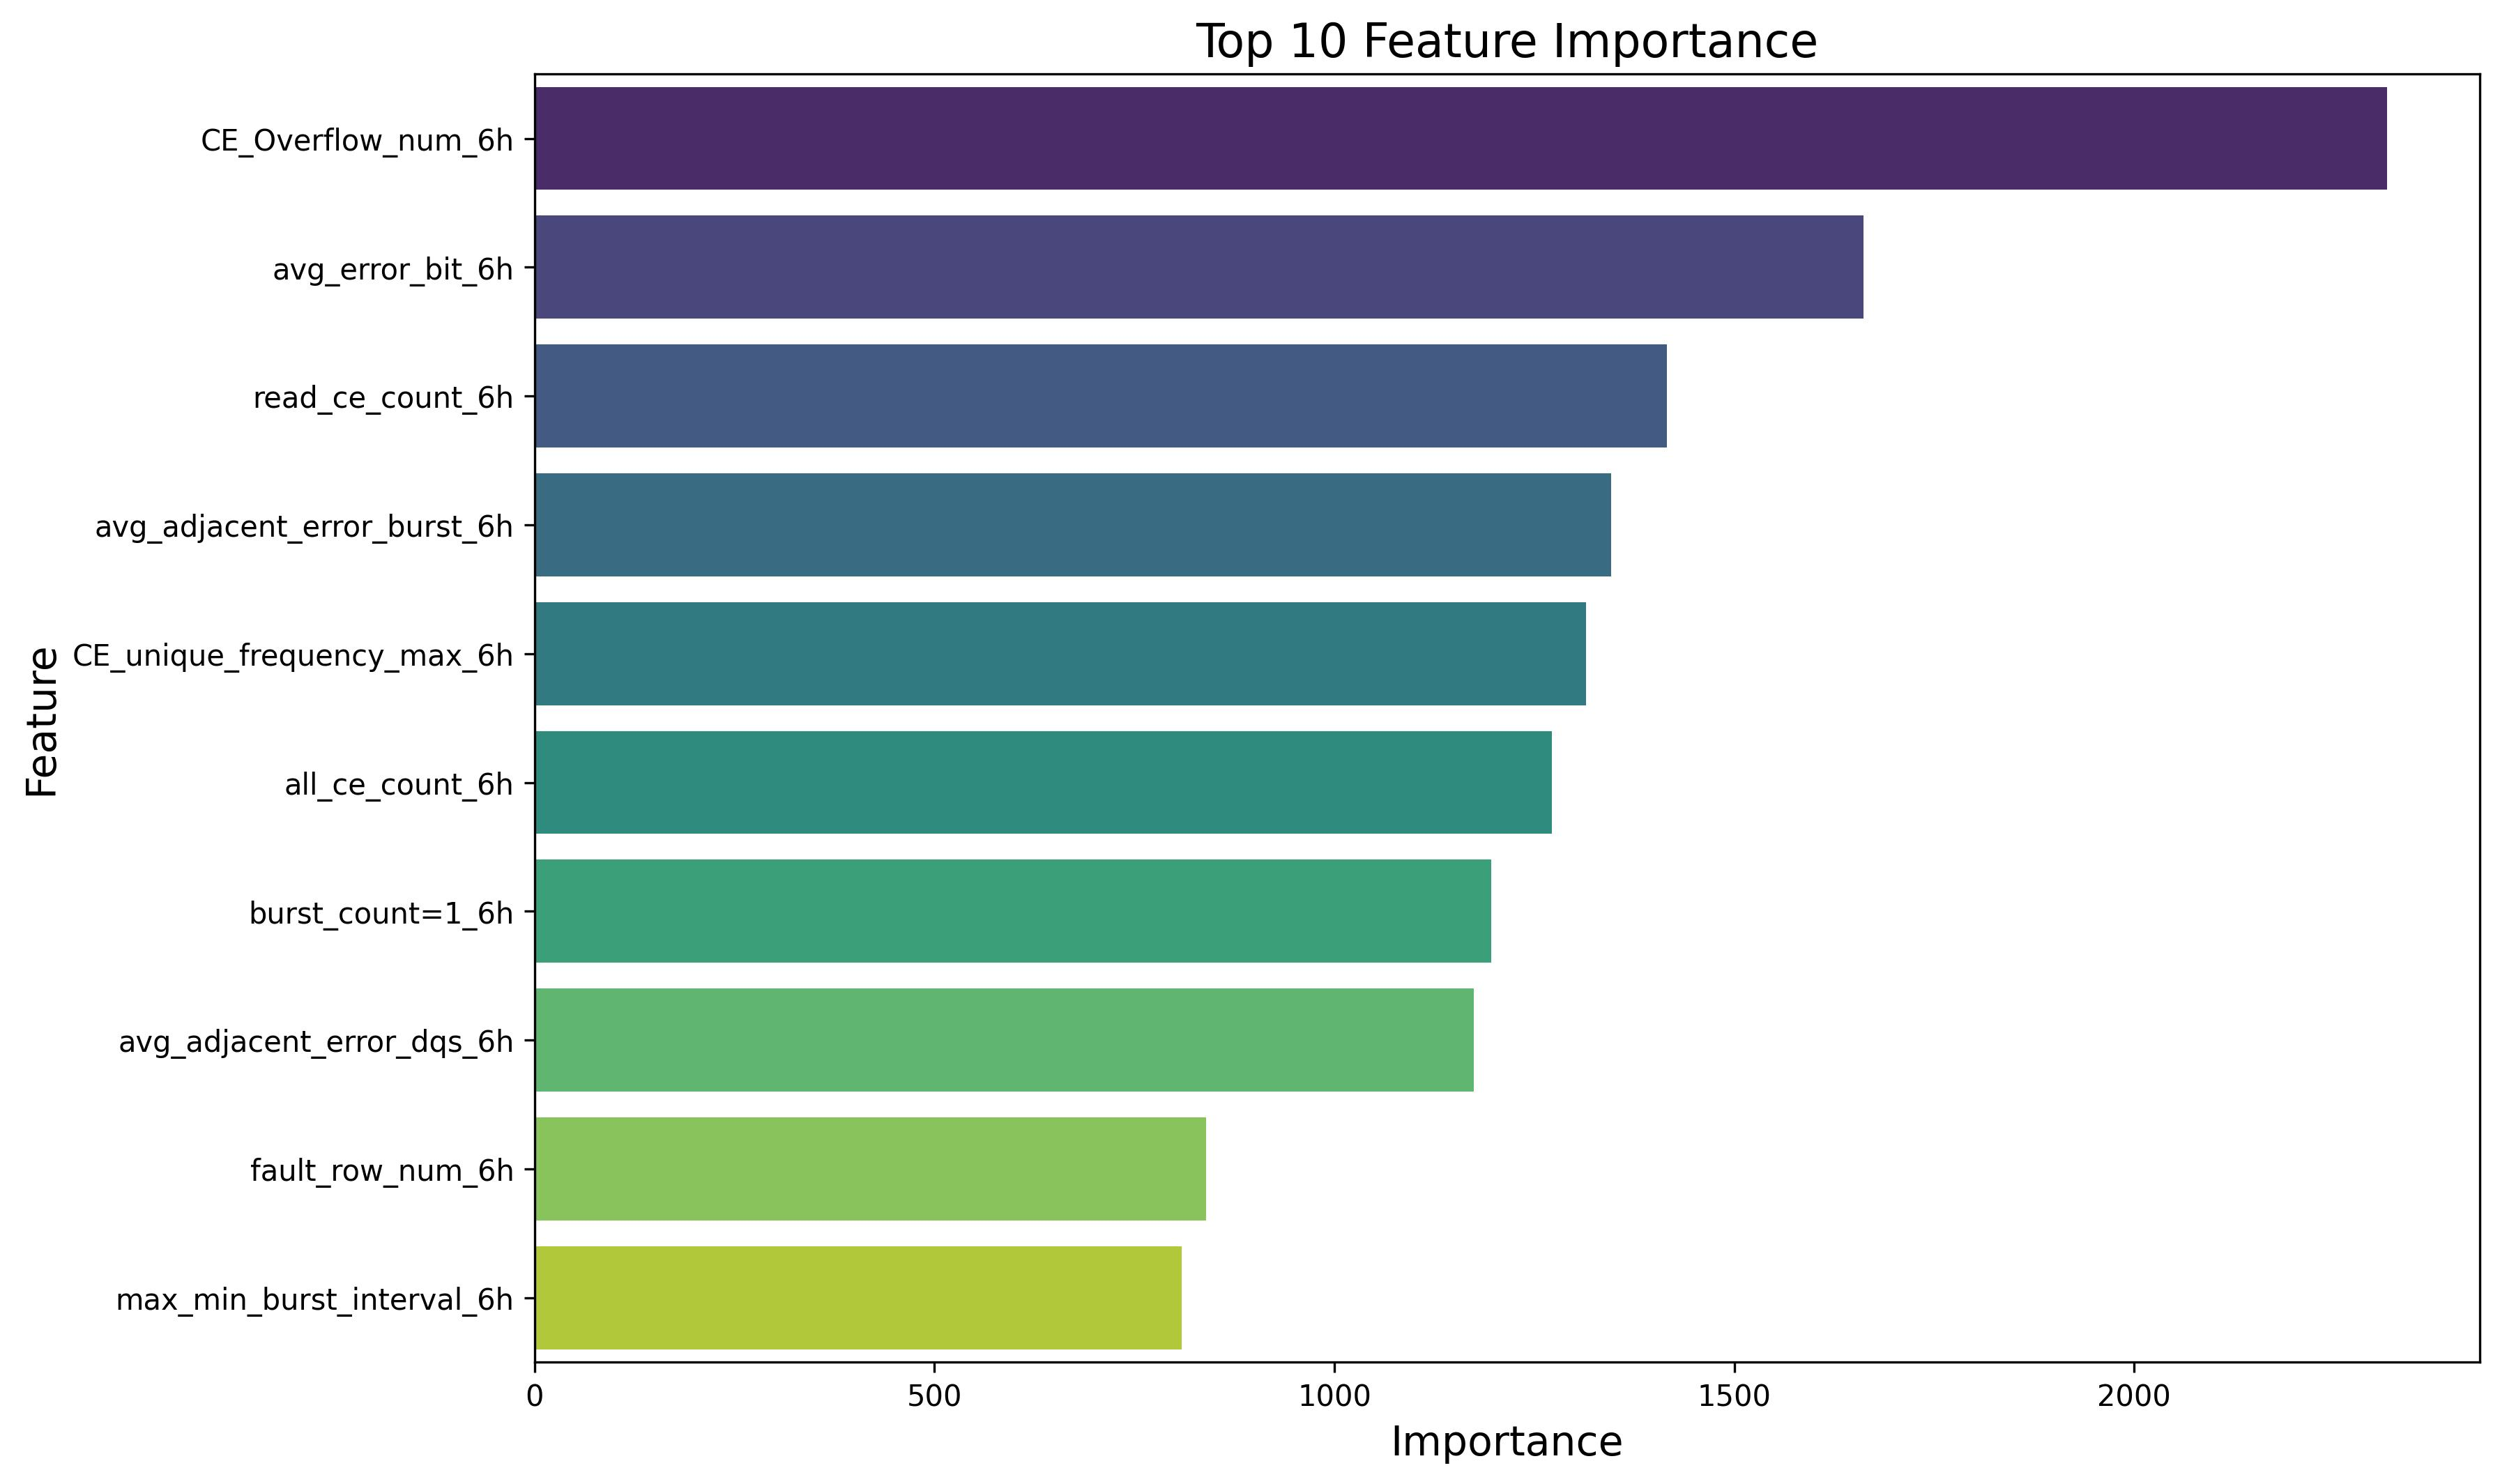 Top 10 Feature Importance
Feature
CE_Overflow_num_6h
avg_error_bit_6h
read_ce_count_6h
avg_adjacent_error_burst_6h
CE_unique_frequency_max_6h
all_ce_count_6h
burst_count=1_6h
avg_adjacent_error_dqs_6h
fault_row_num_6h
max_min_burst_interval_6h
0 500 1000 1500 2000
Importance